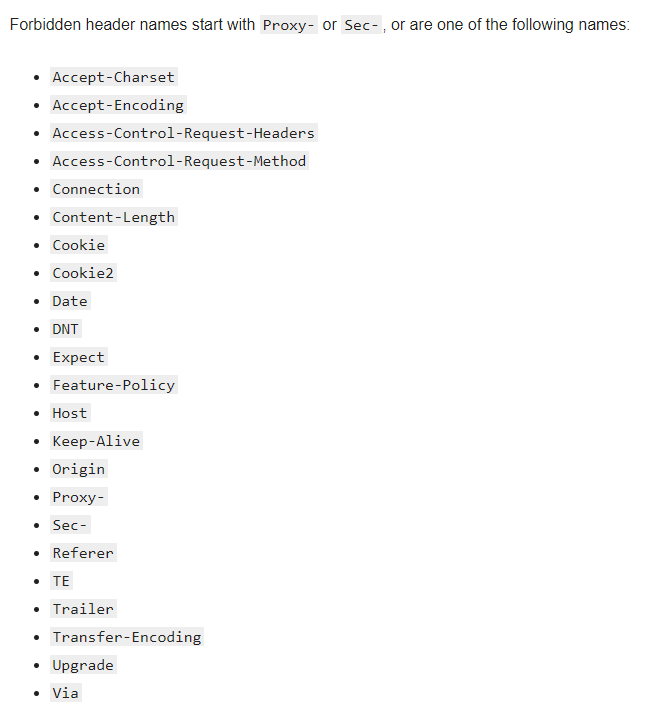 Forbidden header names start with Proxy- or Sec-, or are one of the following names:
Accept-Charset
Accept-Encoding
Access-Control-Request-Headers
Access-Control-Request-Method
Connection
Content-Length
Cookie
Cookie2
Date
DNT
Expect
Feature-Policy
Host
Keep-Alive
Origin
Proxy-
Sec-
Referer
TE
Trailer
Transfer-Encoding
Upgrade
Via